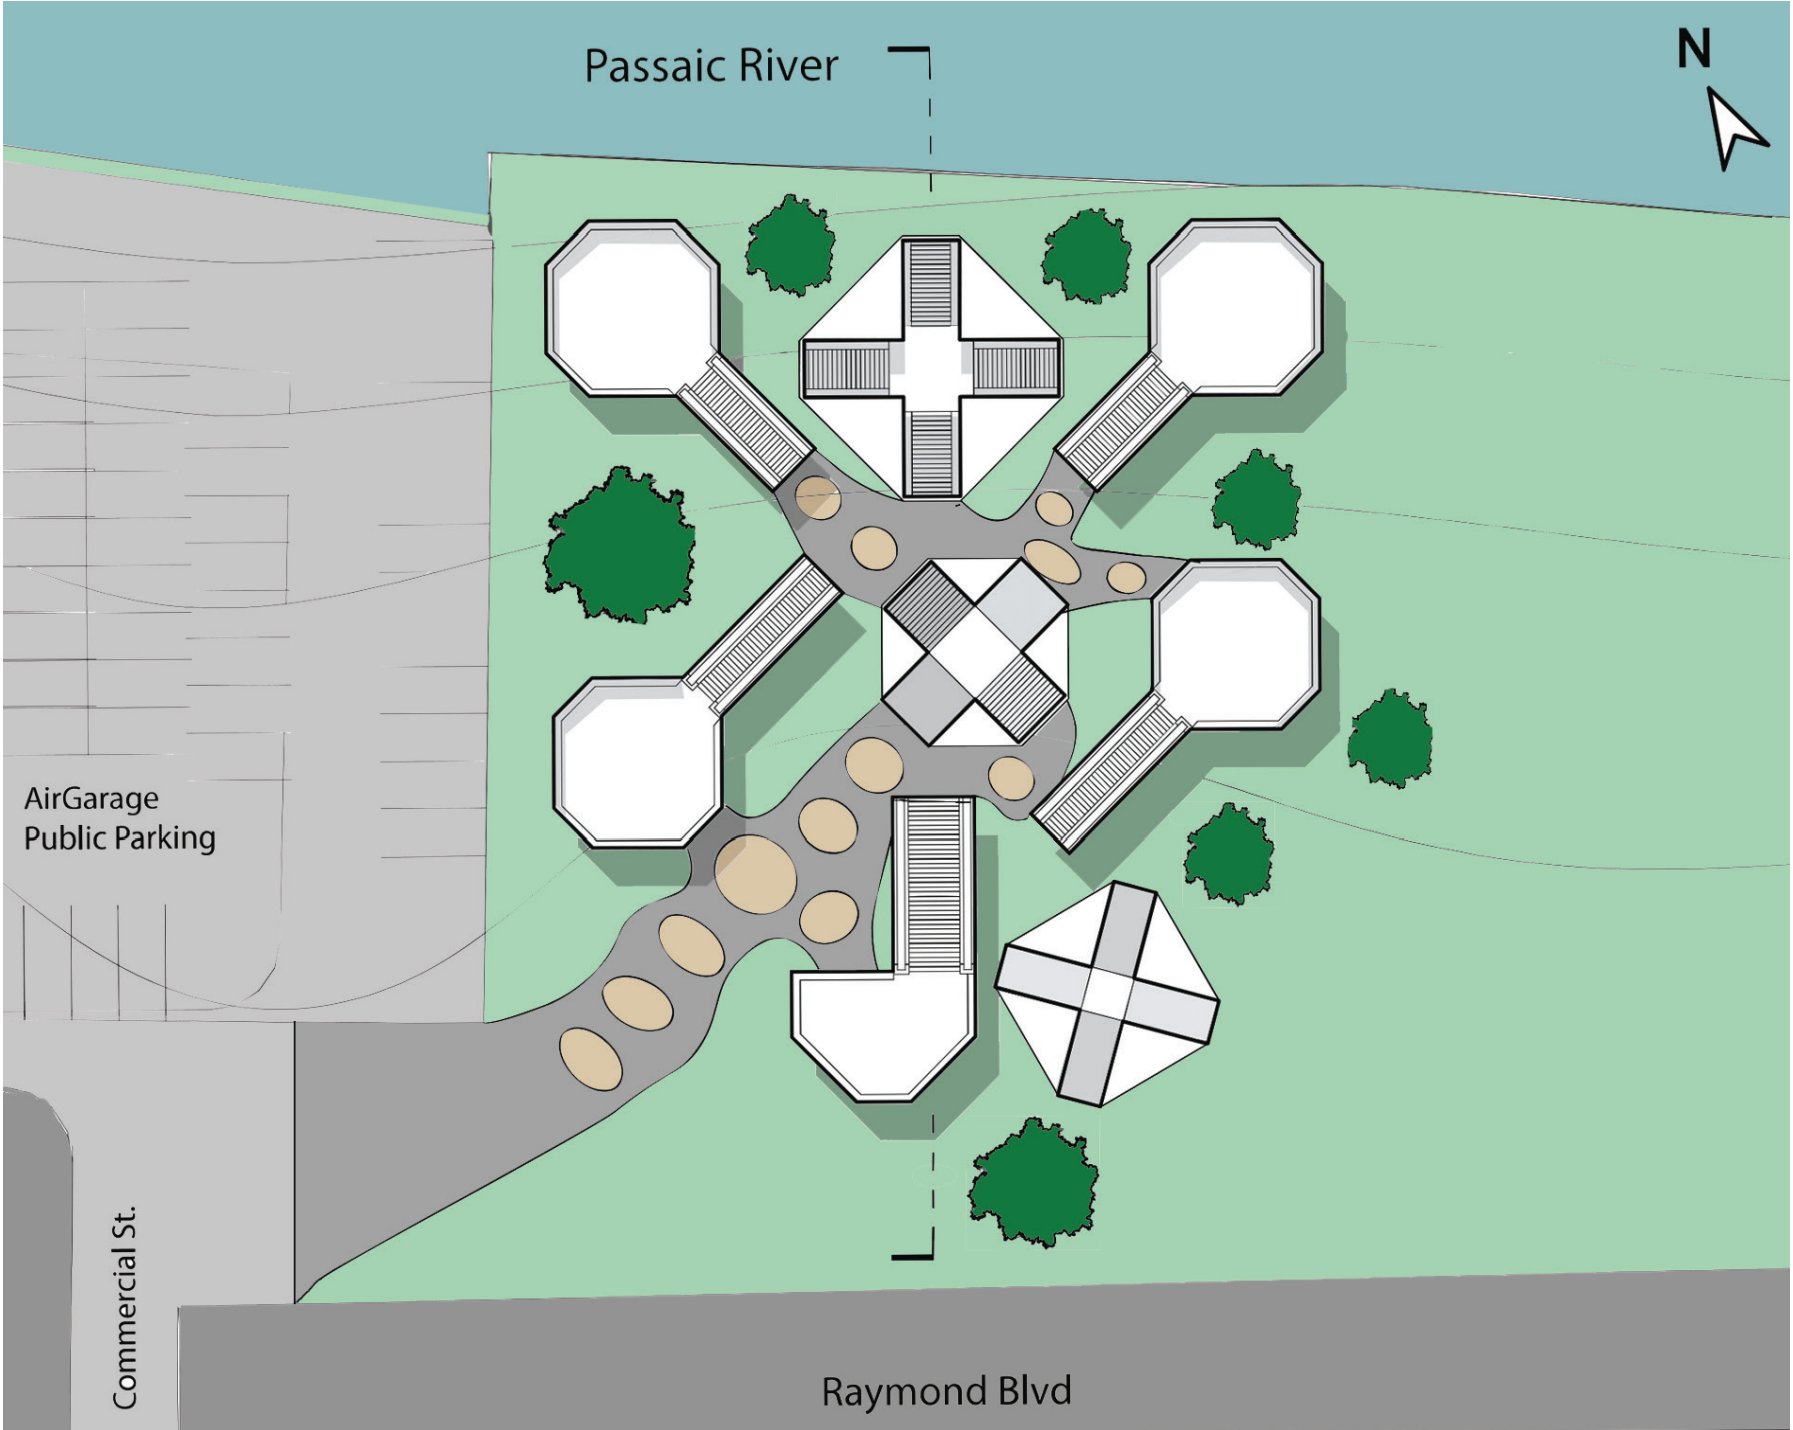 Passaic River
N
AirGarage
Public Parking
Commercial St.
Raymond Blvd